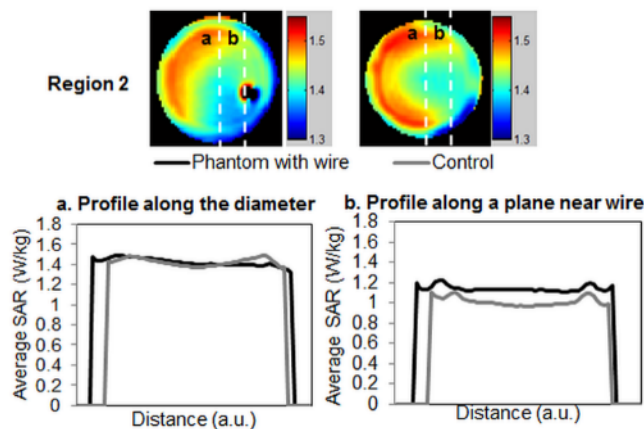 a b
1.5
1.4
1.3
a b
1.5
1.4
1.3
Region 2
Phantom with wire
Control
a. Profile along the diameter
Average SAR (W/kg)
1.8
1.6
1.4
1.2
1
0.8
0.6
0.4
0.2
0
Distance (a.u.)
b. Profile along a plane near wire
Average SAR (W/kg)
1.8
1.6
1.4
1.2
1
0.8
0.6
0.4
0.2
0
Distance (a.u.)